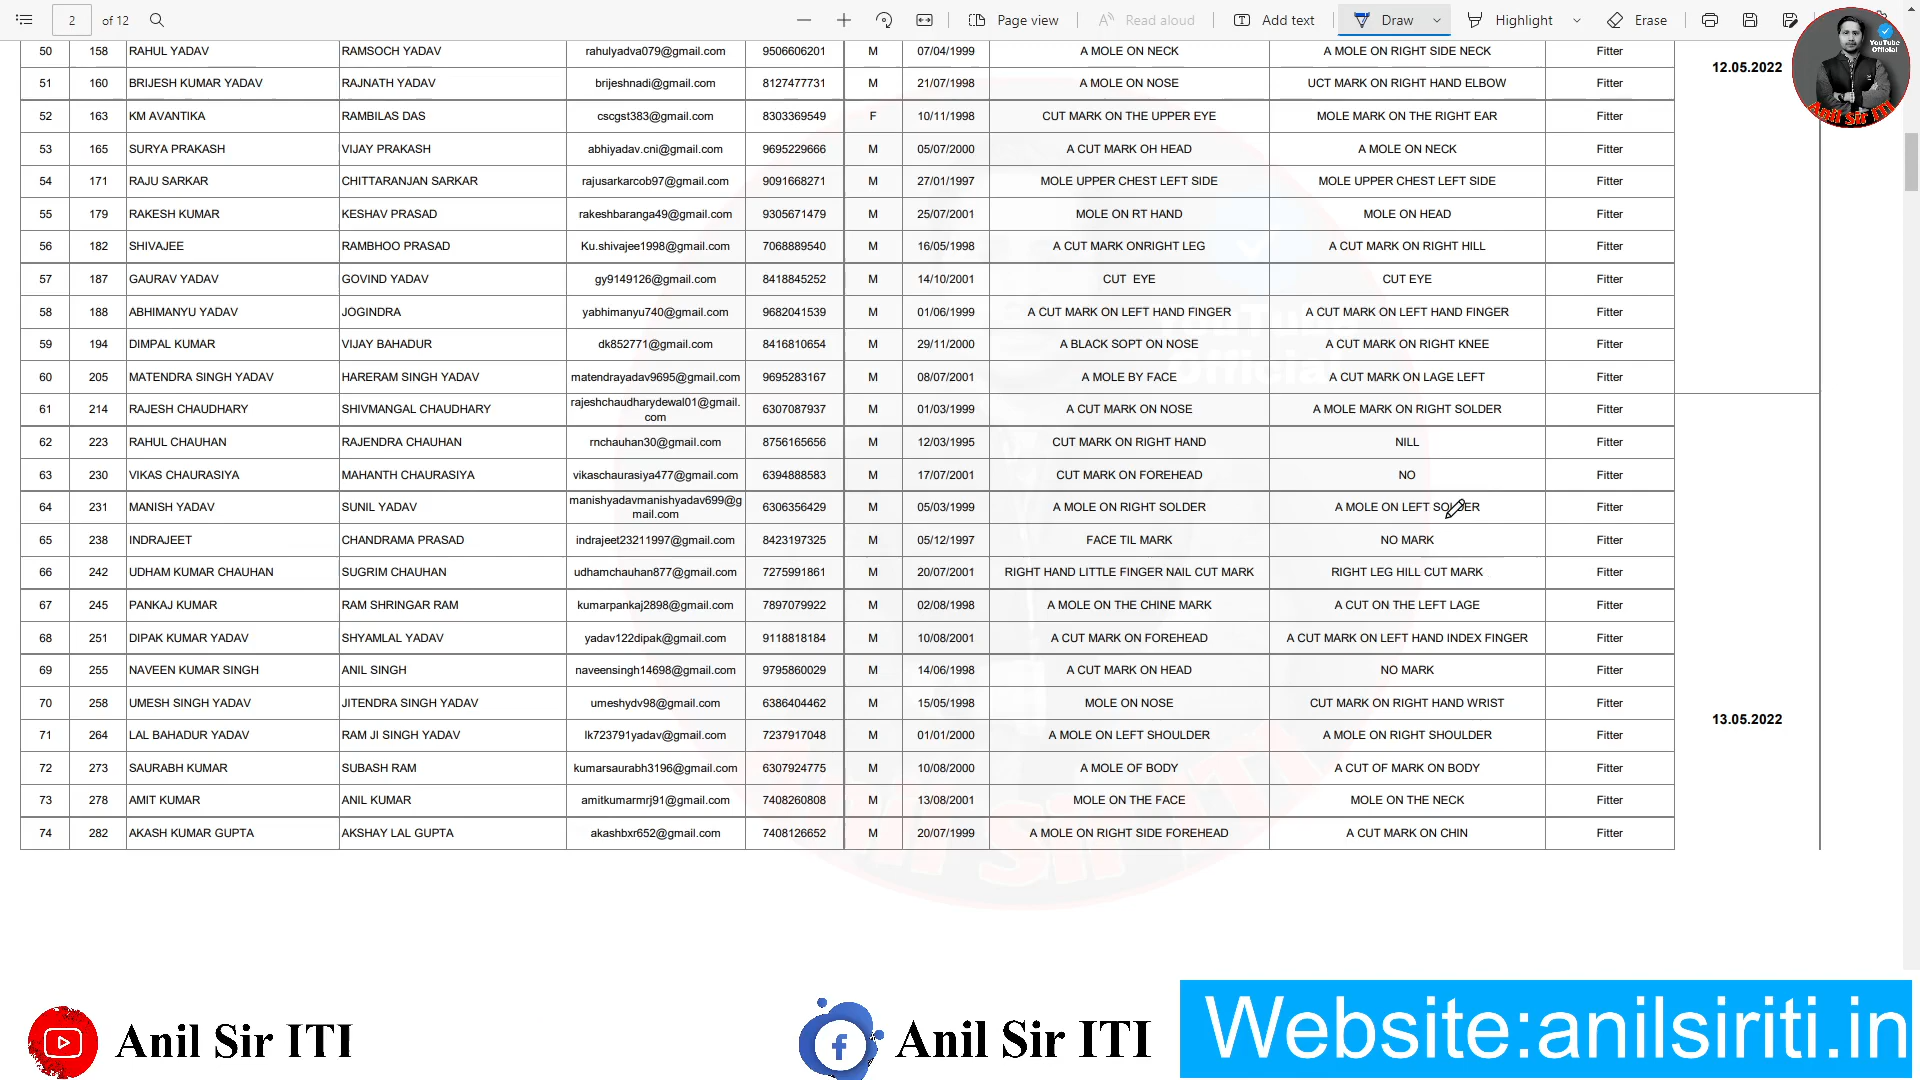 2 of 12 Page view Read aloud Add text Draw Highlight Erase
YouTube
Official
Anil Sir ITI
50 158 RAHUL YADAV RAMSOCH YADAV rahulyadva079@gmail.com 9506606201 M 07/04/1999 A MOLE ON NECK A MOLE ON RIGHT SIDE NECK Fitter
12.05.2022
51 160 BRIJESH KUMAR YADAV RAJNATH YADAV brijeshnadi@gmail.com 8127477731 M 21/07/1998 A MOLE ON NOSE UCT MARK ON RIGHT HAND ELBOW Fitter
52 163 KM AVANTIKA RAMBILAS DAS cscgst383@gmail.com 8303369549 F 10/11/1998 CUT MARK ON THE UPPER EYE MOLE MARK ON THE RIGHT EAR Fitter
53 165 SURYA PRAKASH VIJAY PRAKASH abhiyadav.cni@gmail.com 9695229666 M 05/07/2000 A CUT MARK OH HEAD A MOLE ON NECK Fitter
54 171 RAJU SARKAR CHITTARANJAN SARKAR rajusarkarcob97@gmail.com 9091668271 M 27/01/1997 MOLE UPPER CHEST LEFT SIDE MOLE UPPER CHEST LEFT SIDE Fitter
55 179 RAKESH KUMAR KESHAV PRASAD rakeshbaranga49@gmail.com 9305671479 M 25/07/2001 MOLE ON RT HAND MOLE ON HEAD Fitter
56 182 SHIVAJEE RAMBHOO PRASAD Ku.shivajee1998@gmail.com 7068889540 M 16/05/1998 A CUT MARK ONRIGHT LEG A CUT MARK ON RIGHT HILL Fitter
57 187 GAURAV YADAV GOVIND YADAV gy9149126@gmail.com 8418845252 M 14/10/2001 CUT EYE CUT EYE Fitter
58 188 ABHIMANYU YADAV JOGINDRA yabhimanyu740@gmail.com 9682041539 M 01/06/1999 A CUT MARK ON LEFT HAND FINGER A CUT MARK ON LEFT HAND FINGER Fitter
59 194 DIMPAL KUMAR VIJAY BAHADUR dk852771@gmail.com 8416810654 M 29/11/2000 A BLACK SOPT ON NOSE A CUT MARK ON RIGHT KNEE Fitter
60 205 MATENDRA SINGH YADAV HARERAM SINGH YADAV matendrayadav9695@gmail.com 9695283167 M 08/07/2001 A MOLE BY FACE A CUT MARK ON LAGE LEFT Fitter
61 214 RAJESH CHAUDHARY SHIVMANGAL CHAUDHARY rajeshchaudharydewal01@gmail. 6307087937 M 01/03/1999 A CUT MARK ON NOSE A MOLE MARK ON RIGHT SOLDER Fitter
com
62 223 RAHUL CHAUHAN RAJENDRA CHAUHAN rnchauhan30@gmail.com 8756165656 M 12/03/1995 CUT MARK ON RIGHT HAND NILL Fitter
63 230 VIKAS CHAURASIYA MAHANTH CHAURASIYA vikaschaurasiya477@gmail.com 6394888583 M 17/07/2001 CUT MARK ON FOREHEAD NO Fitter
64 231 MANISH YADAV SUNIL YADAV manishyadavmanishyadav699@g 6306356429 M 05/03/1999 A MOLE ON RIGHT SOLDER A MOLE ON LEFT SOLDER Fitter
mail.com
65 238 INDRAJEET CHANDRAMA PRASAD indrajeet23211997@gmail.com 8423197325 M 05/12/1997 FACE TIL MARK NO MARK Fitter
66 242 UDHAM KUMAR CHAUHAN SUGRIM CHAUHAN udhamchauhan877@gmail.com 7275991861 M 20/07/2001 RIGHT HAND LITTLE FINGER NAIL CUT MARK RIGHT LEG HILL CUT MARK Fitter
67 245 PANKAJ KUMAR RAM SHRINGAR RAM kumarpankaj2898@gmail.com 7897079922 M 02/08/1998 A MOLE ON THE CHINE MARK A CUT ON THE LEFT LAGE Fitter
68 251 DIPAK KUMAR YADAV SHYAMLAL YADAV yadav122dipak@gmail.com 9118818184 M 10/08/2001 A CUT MARK ON FOREHEAD A CUT MARK ON LEFT HAND INDEX FINGER Fitter
69 255 NAVEEN KUMAR SINGH ANIL SINGH naveensingh14698@gmail.com 9795860029 M 14/06/1998 A CUT MARK ON HEAD NO MARK Fitter
70 258 UMESH SINGH YADAV JITENDRA SINGH YADAV umeshydv98@gmail.com 6386404462 M 15/05/1998 MOLE ON NOSE CUT MARK ON RIGHT HAND WRIST Fitter
13.05.2022
71 264 LAL BAHADUR YADAV RAM JI SINGH YADAV lk723791yadav@gmail.com 7237917048 M 01/01/2000 A MOLE ON LEFT SHOULDER A MOLE ON RIGHT SHOULDER Fitter
72 273 SAURABH KUMAR SUBASH RAM kumarsaurabh3196@gmail.com 6307924775 M 10/08/2000 A MOLE OF BODY A CUT OF MARK ON BODY Fitter
73 278 AMIT KUMAR ANIL KUMAR amitkumarmrj91@gmail.com 7408260808 M 13/08/2001 MOLE ON THE FACE MOLE ON THE NECK Fitter
74 282 AKASH KUMAR GUPTA AKSHAY LAL GUPTA akashbxr652@gmail.com 7408126652 M 20/07/1999 A MOLE ON RIGHT SIDE FOREHEAD A CUT MARK ON CHIN Fitter
YouTube
Official
Anil Sir ITI
Anil Sir ITI Anil Sir ITI Website:anilsiriti.in